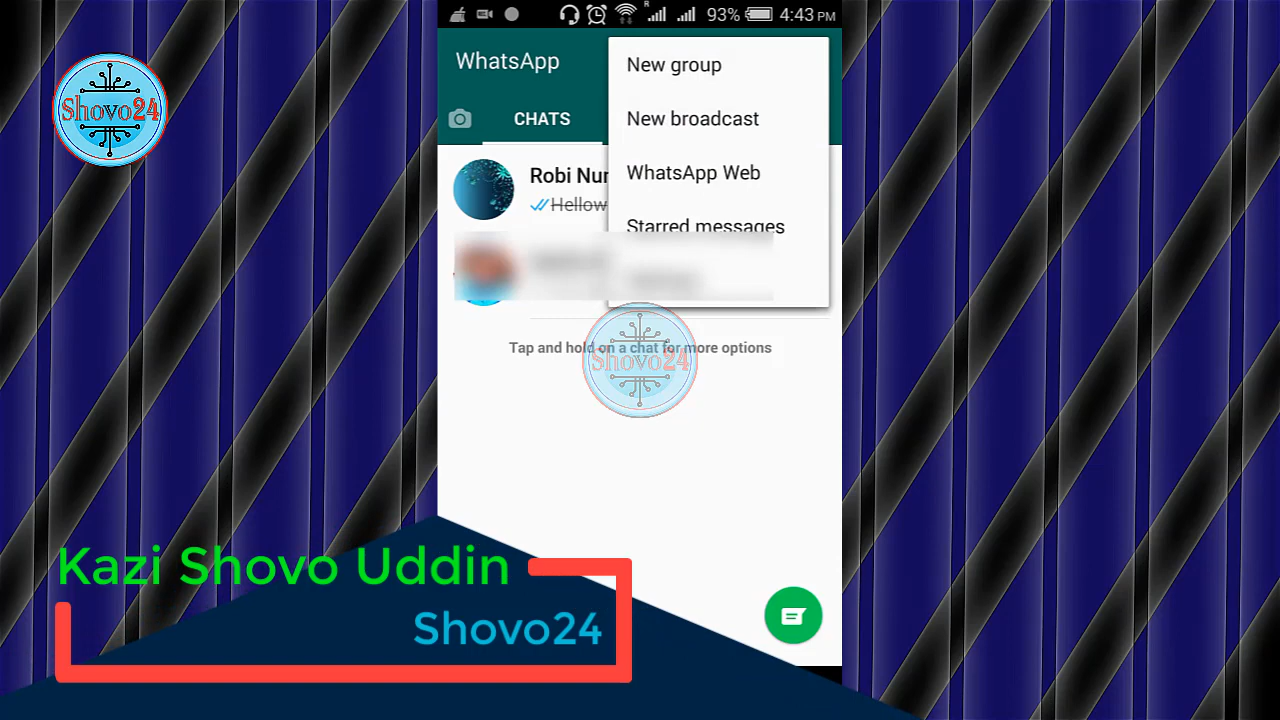 93% 4:43 PM
WhatsApp
New group
Shovo24
CHATS
New broadcast
WhatsApp Web
Robi Nur
Hellow
Starred messages
Tap and hold on a chat for more options
Shovo24
Kazi Shovo Uddin
Shovo24